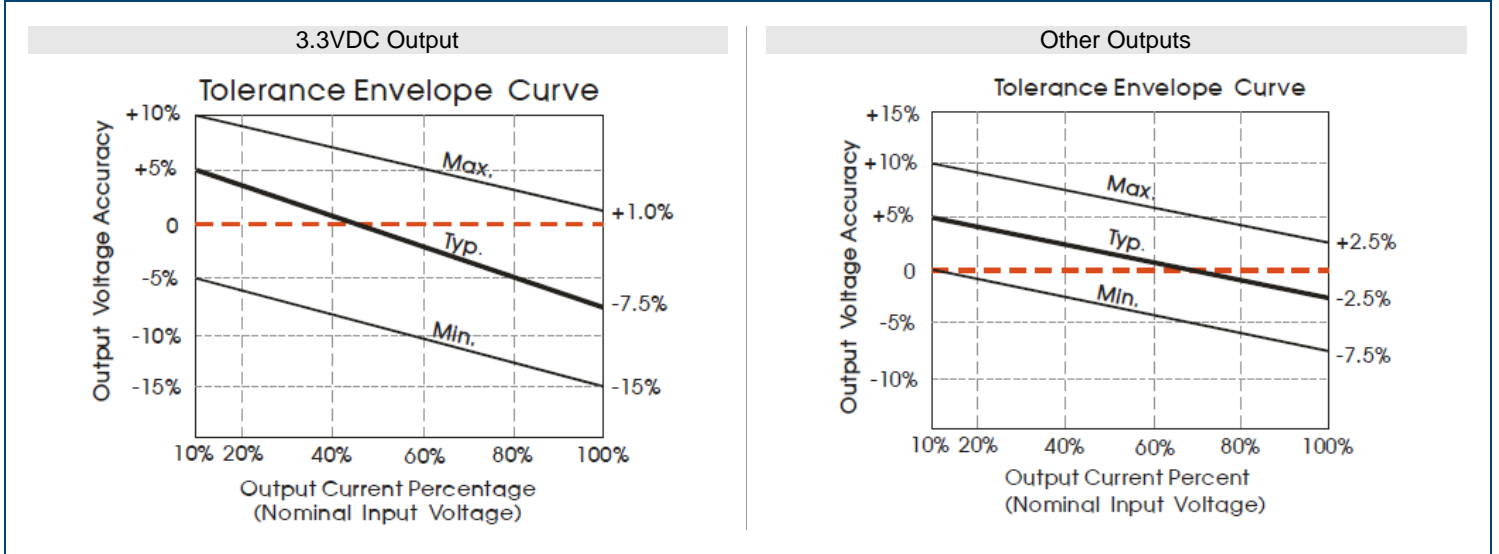 3.3VDC Output
Tolerance Envelope Curve
Output Voltage Accuracy
+10%
+5%
0
-5%
-10%
-15%
Max.
Typ.
Min.
+1.0%
-7.5%
-15%
10% 20% 40% 60% 80% 100%
Output Current Percentage
(Nominal Input Voltage)
Other Outputs
Tolerance Envelope Curve
Output Voltage Accuracy
+15%
+10%
+5%
0
-5%
-10%
Max.
Typ.
Min.
+2.5%
-2.5%
-7.5%
10% 20% 40% 60% 80% 100%
Output Current Percent
(Nominal Input Voltage)